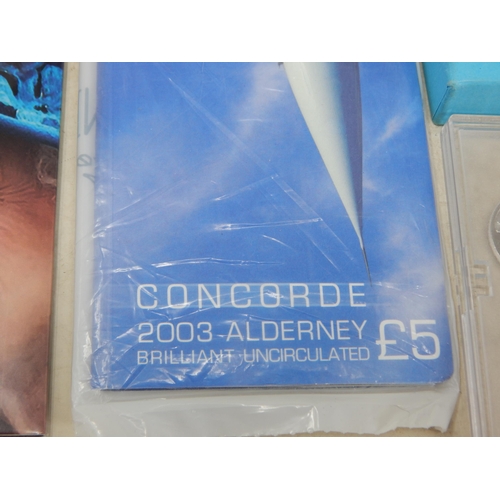 CONCORDE
2003 ALDERNEY
BRILLIANT UNCIRCULATED £5